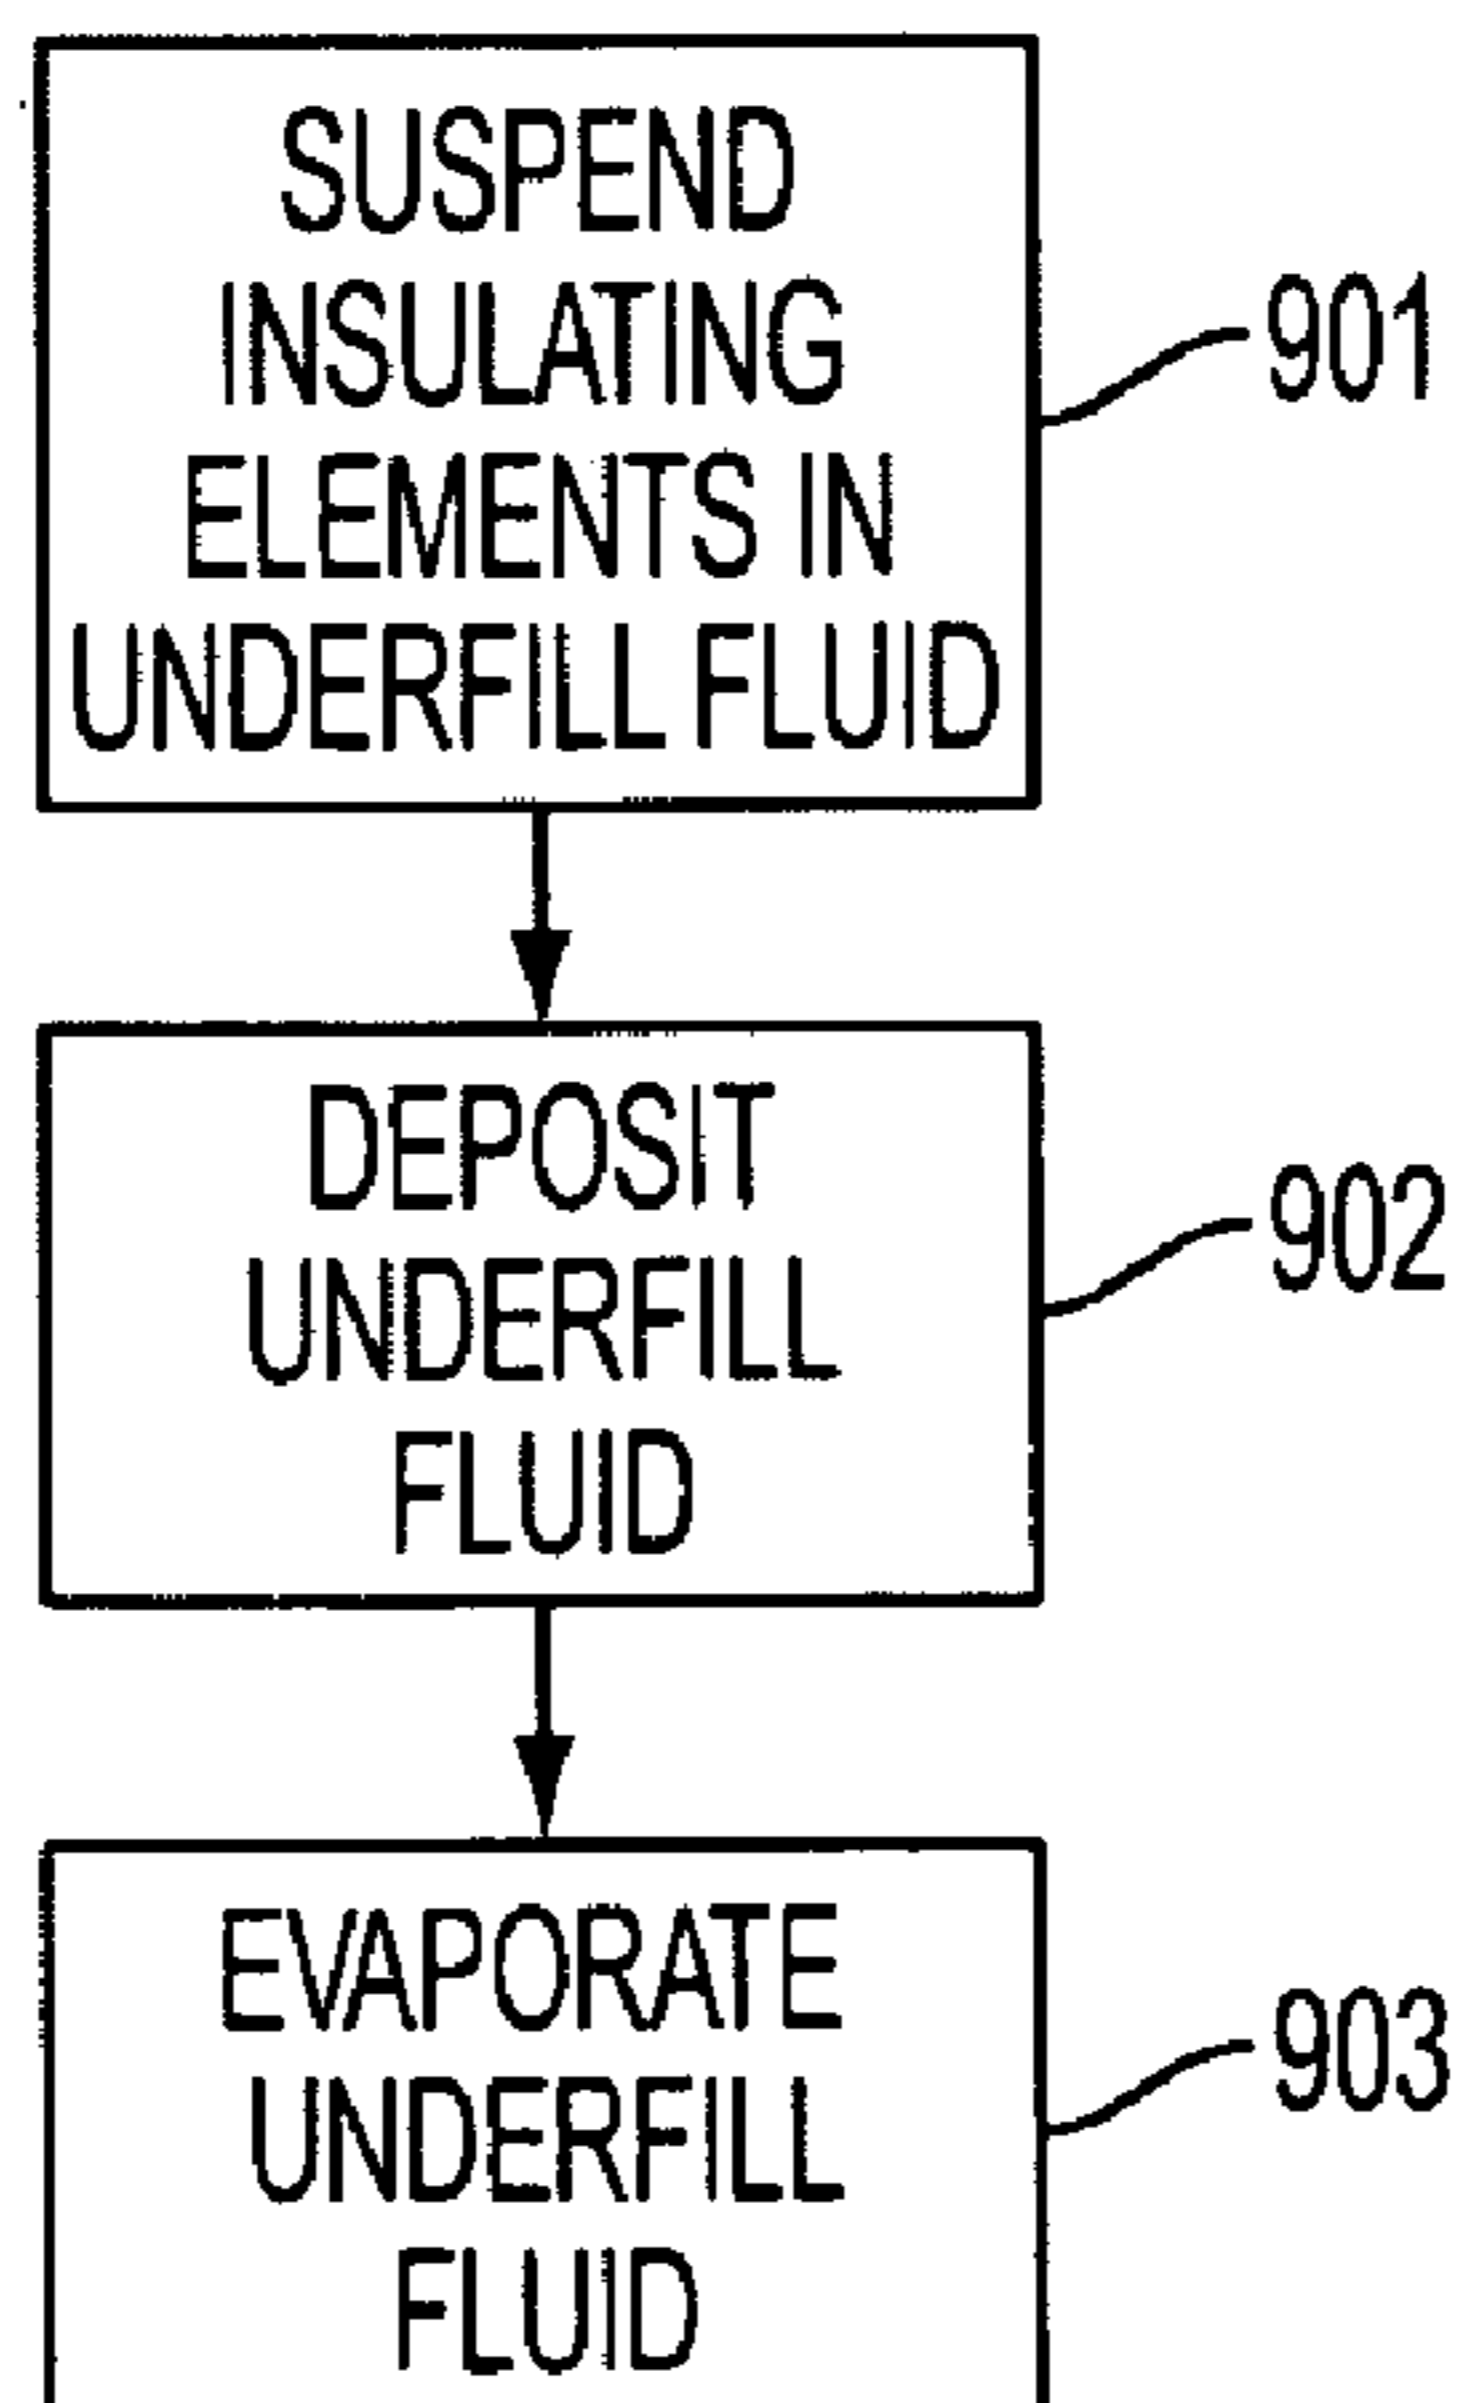 SUSPEND
INSULATING
ELEMENTS IN
UNDERFILL FLUID
901
DEPOSIT
UNDERFILL
FLUID
902
EVAPORATE
UNDERFILL
FLUID
903